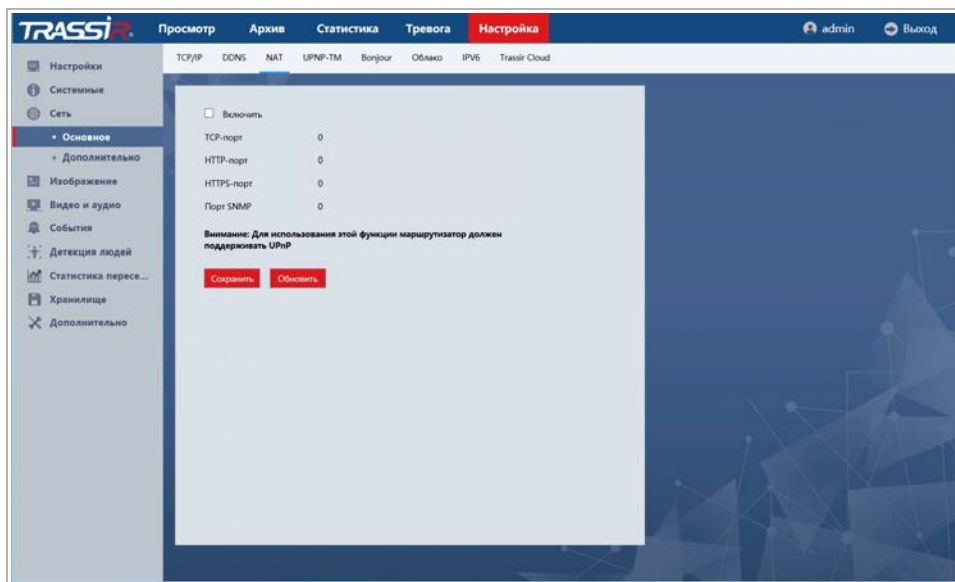 TRASSIR
Просмотр Архив Статистика Тревога Настройка admin Выход
TCP/IP DDNS NAT UPNP-TM Bonjour Облако IPV6 Trassir Cloud
Настройки
Системные
Сеть
• Основное
• Дополнительно
Изображение
Видео и аудио
События
Детекция людей
Статистика пересе...
Хранилище
Дополнительно
Включить
TCP-порт 0
HTTP-порт 0
HTTPS-порт 0
Порт SNMP 0
Внимание: Для использования этой функции маршрутизатор должен
поддерживать UPnP
Сохранить Обновить